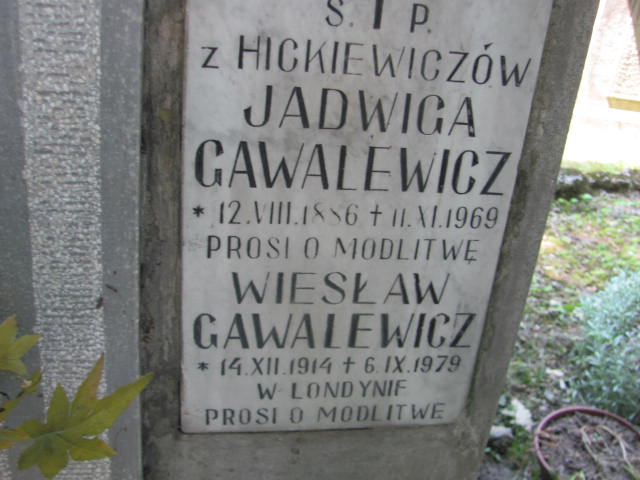 Ś. † P.
z HICKIEWICZÓW
JADWIGA
GAWALEWICZ
* 12.VIII.1886 † 11.XI.1969
PROSI O MODLITWĘ
WIESŁAW
GAWALEWICZ
* 14.XII.1914 † 6.IX.1979
W LONDYNIE
PROSI O MODLITWĘ